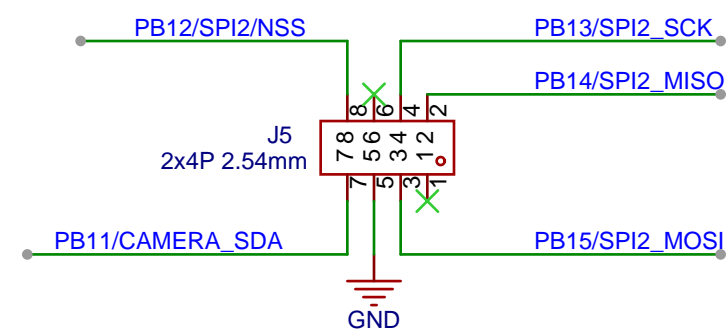 PB12/SPI2/NSS
PB13/SPI2_SCK
PB14/SPI2_MISO
8 6 4 2
J5
2x4P 2.54mm
8 6 4 2
7 5 3 1
7 5 3 1
PB11/CAMERA_SDA
PB15/SPI2_MOSI
GND